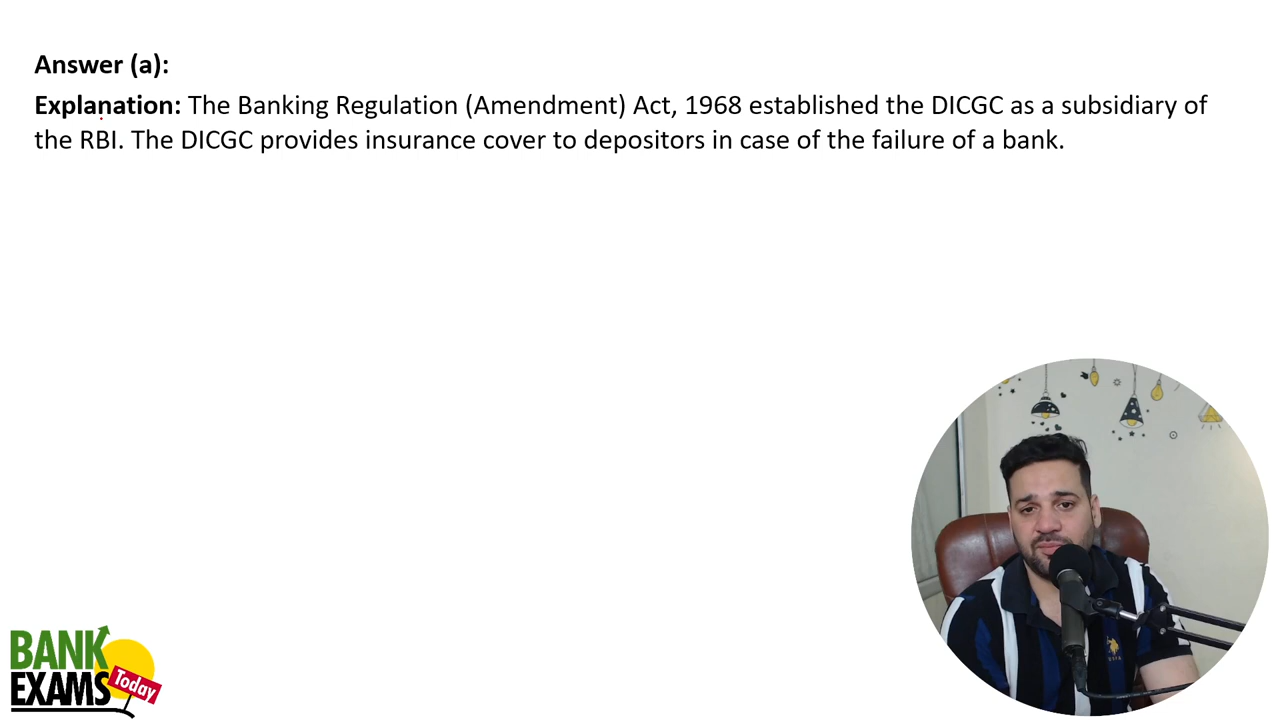 Answer (a):
Explanation: The Banking Regulation (Amendment) Act, 1968 established the DICGC as a subsidiary of
the RBI. The DICGC provides insurance cover to depositors in case of the failure of a bank.
BANK
EXAMS
Today